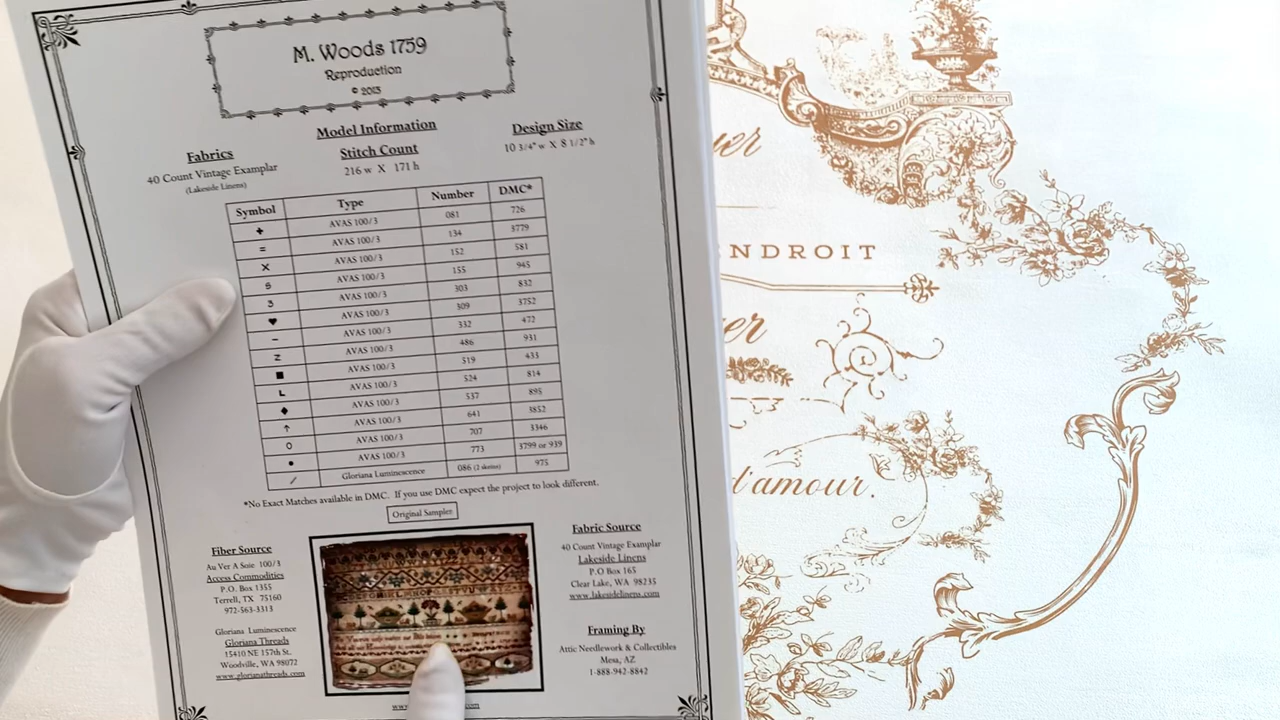 M. Woods 1759
Reproduction
© 2015
Model Information
Fabrics
40 Count Vintage Examplar
(Lakeside Linens)
Stitch Count
216 w X 171 h
Design Size
10 3/4" w X 8 1/2" h
Symbol Type Number DMC*
+ AVAS 100/3 081 726
= AVAS 100/3 134 3779
X AVAS 100/3 152 581
9 AVAS 100/3 155 945
3 AVAS 100/3 303 832
♥ AVAS 100/3 309 3752
– AVAS 100/3 332 472
Z AVAS 100/3 486 931
■ AVAS 100/3 519 433
L AVAS 100/3 524 814
♦ AVAS 100/3 537 895
↑ AVAS 100/3 641 3852
O AVAS 100/3 707 3346
● AVAS 100/3 773 3799 or 939
/ Gloriana Luminescence 086 (2 skeins) 975
*No Exact Matches available in DMC. If you use DMC expect the project to look different.
Original Sampler
Fiber Source
Au Ver A Soie 100/3
Access Commodities
P.O. Box 1355
Terrell, TX 75160
972-563-3313
Gloriana Luminescence
Gloriana Threads
15410 NE 157th St.
Woodville, WA 98072
www.glorianathreads.com
Fabric Source
40 Count Vintage Examplar
Lakeside Linens
P.O Box 165
Clear Lake, WA 98235
www.lakesidelinens.com
Framing By
Attic Needlework & Collectibles
Mesa, AZ
1-888-942-8842
ENDROIT
d'amour.